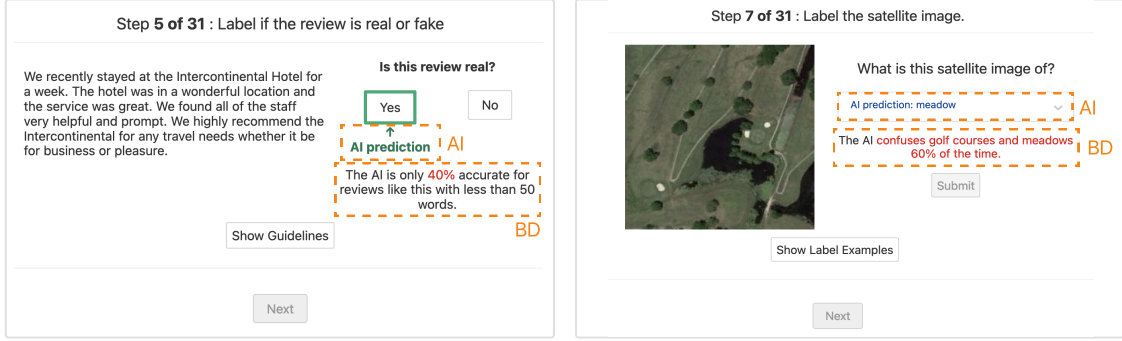 Step 5 of 31 : Label if the review is real or fake
We recently stayed at the Intercontinental Hotel for
a week. The hotel was in a wonderful location and
the service was great. We found all of the staff
very helpful and prompt. We highly recommend the
Intercontinental for any travel needs whether it be
for business or pleasure.
Is this review real?
Yes
No
AI prediction
AI
The AI is only 40% accurate for
reviews like this with less than 50
words.
BD
Show Guidelines
Next
Step 7 of 31 : Label the satellite image.
What is this satellite image of?
AI prediction: meadow
AI
The AI confuses golf courses and meadows
60% of the time.
BD
Submit
Show Label Examples
Next